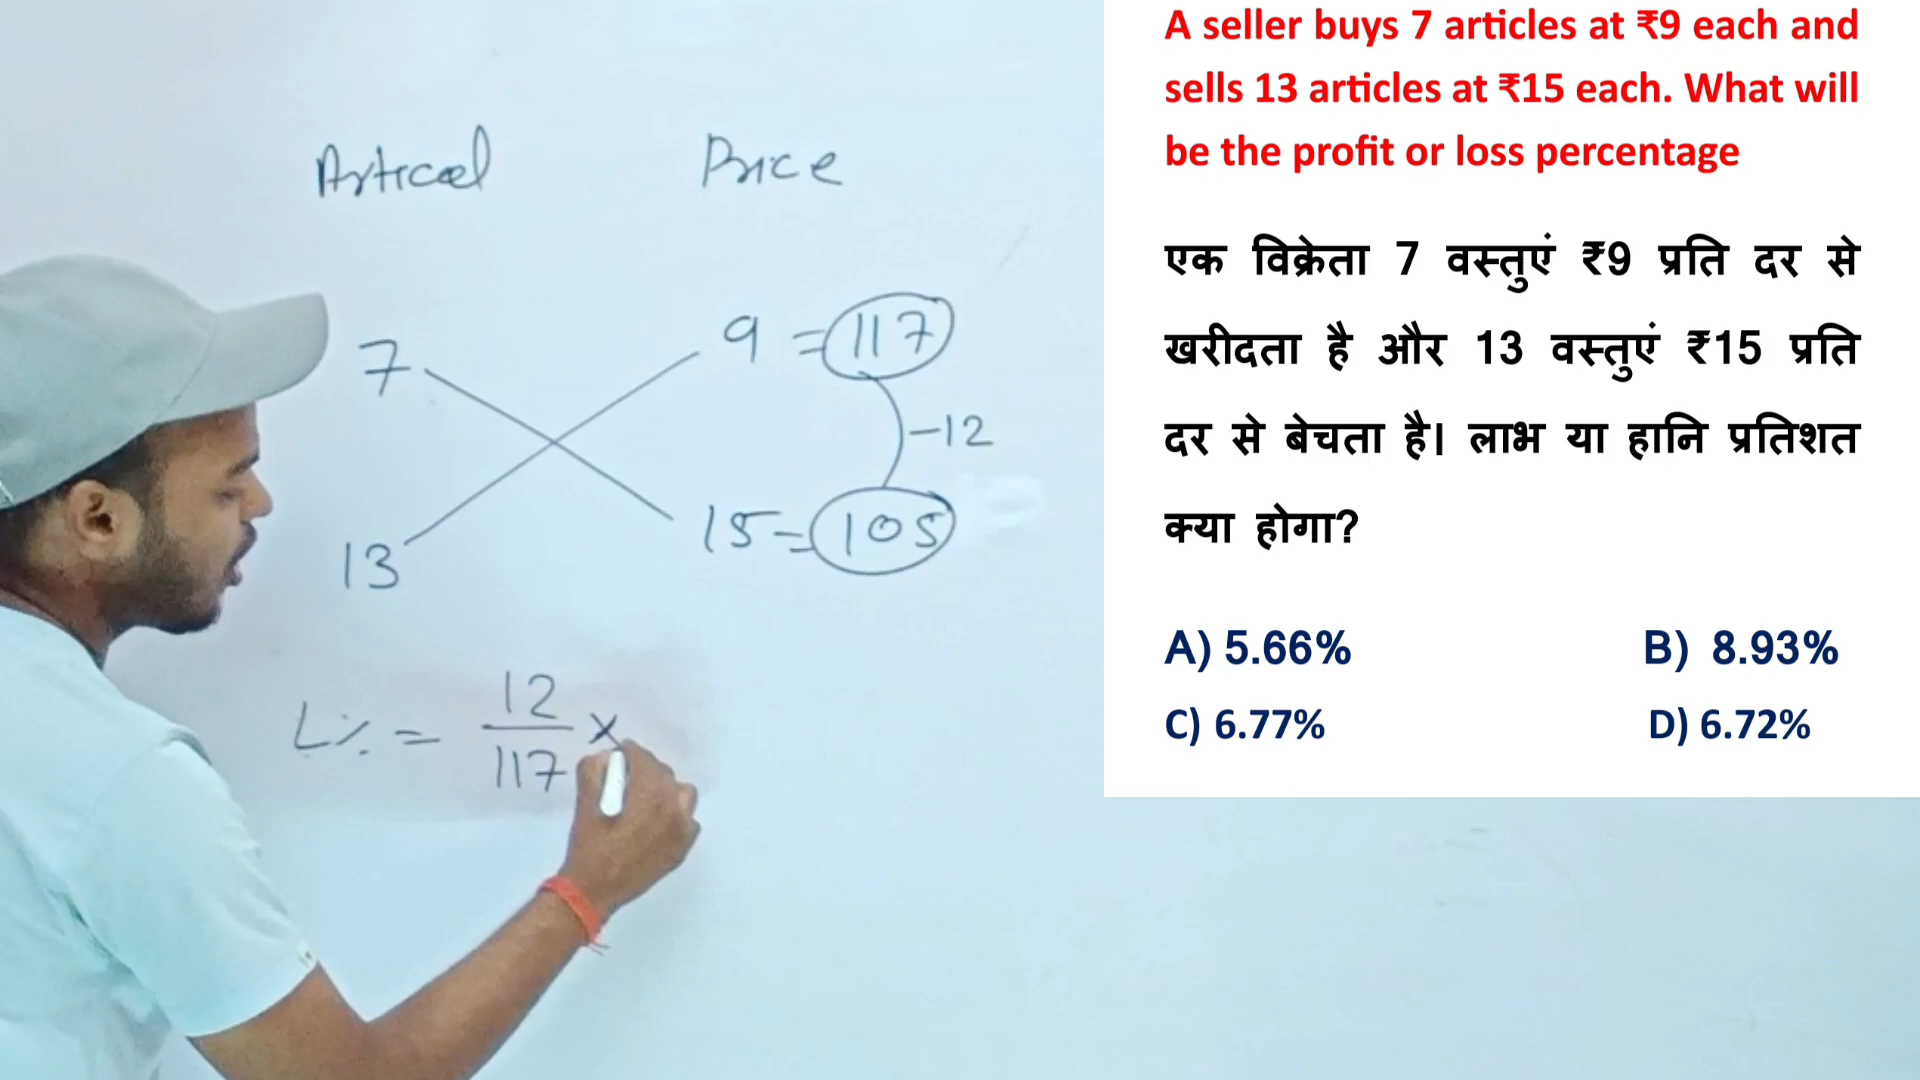 Artical Price
7 9 = 117
-12
13 15 = 105
L% = 12/117 ×
A seller buys 7 articles at ₹9 each and
sells 13 articles at ₹15 each. What will
be the profit or loss percentage
एक विक्रेता 7 वस्तुएं ₹9 प्रति दर से
खरीदता है और 13 वस्तुएं ₹15 प्रति
दर से बेचता है। लाभ या हानि प्रतिशत
क्या होगा?
A) 5.66% B) 8.93%
C) 6.77% D) 6.72%